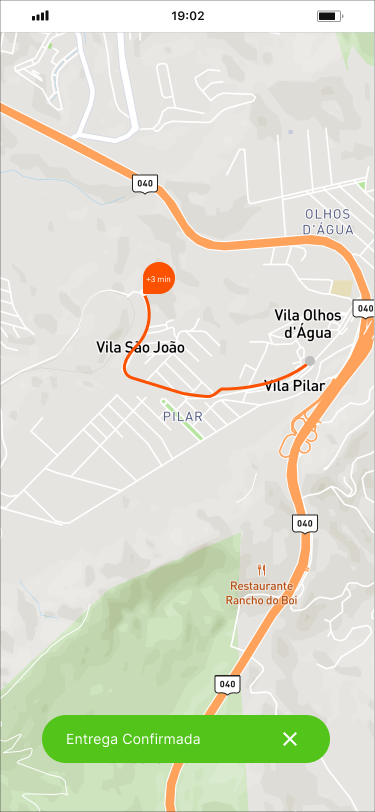 19:02
040
OLHOS
D'ÁGUA
+3 min
040
Vila Olhos
d'Água
Vila São João
Vila Pilar
PILAR
040
Restaurante
Rancho do Boi
040
Entrega Confirmada